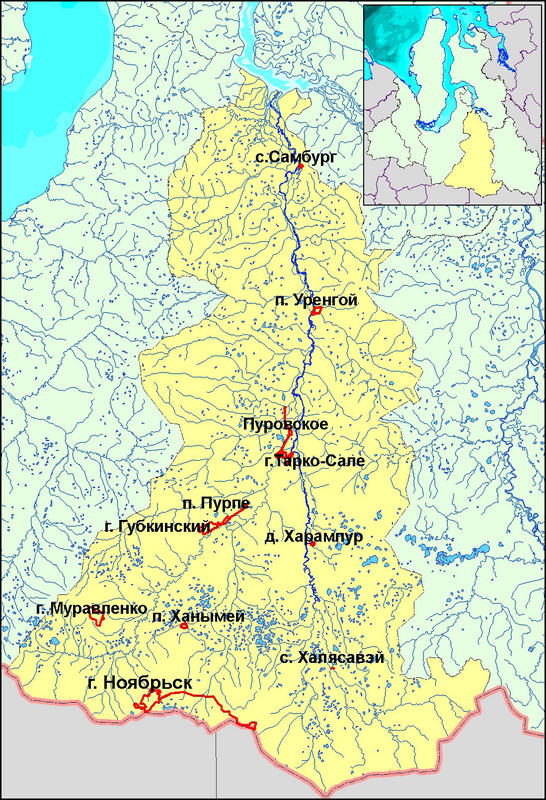 с.Самбург
п. Уренгой
Пуровское
г.Тарко-Сале
п. Пурпе
г. Губкинский
д. Харампур
г. Муравленко
п. Ханымей
с. Халясавэй
г. Ноябрьск